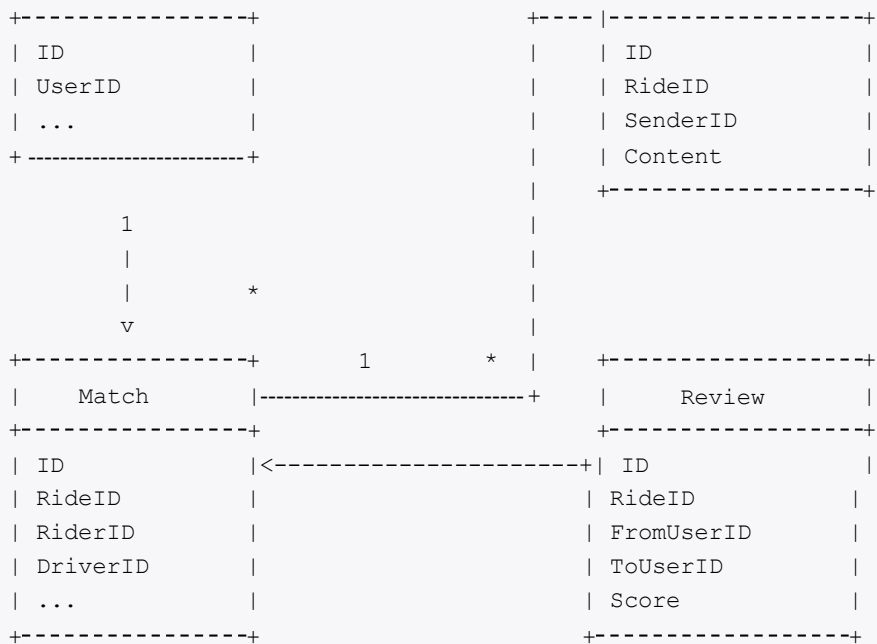 +-----------------+                    +---- |-------------------+
| ID              |                    |    | ID                |
| UserID          |                    |    | RideID            |
| ...             |                    |    | SenderID          |
+ --------------------------- +                    |    | Content           |
                                       |    +-------------------+
        1                              |
        |                              |
        |         *                    |
        v                              |
+-----------------+       1        *  |    +-------------------+
|    Match        |--------------------------------- +    |     Review        |
+-----------------+                         +-------------------+
| ID              |<----------------------+| ID                  |
| RideID          |                        | RideID            |
| RiderID         |                        | FromUserID        |
| DriverID        |                        | ToUserID          |
| ...             |                        | Score             |
+-----------------+                        +-------------------+